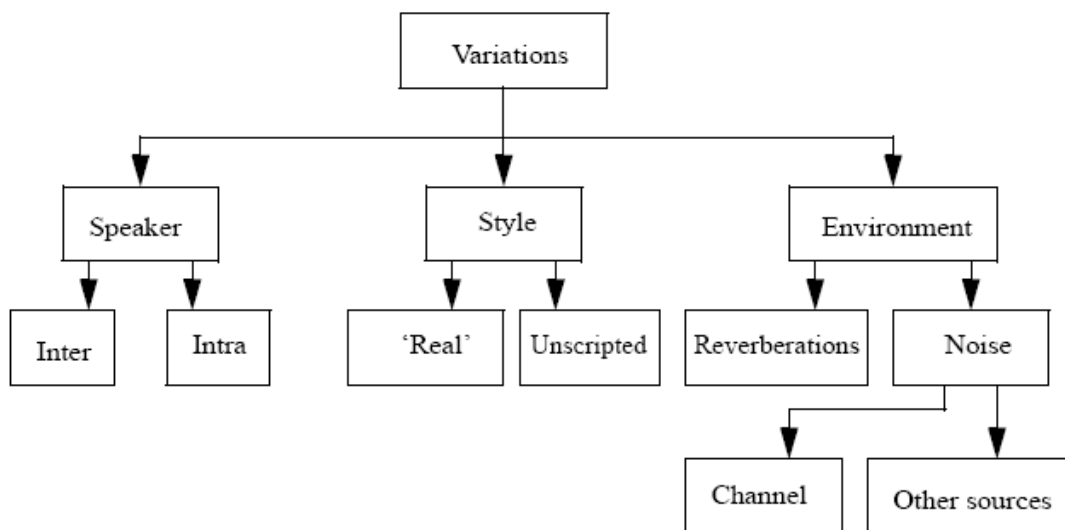 Variations
Speaker
Style
Environment
Inter
Intra
‘Real’
Unscripted
Reverberations
Noise
Channel
Other sources